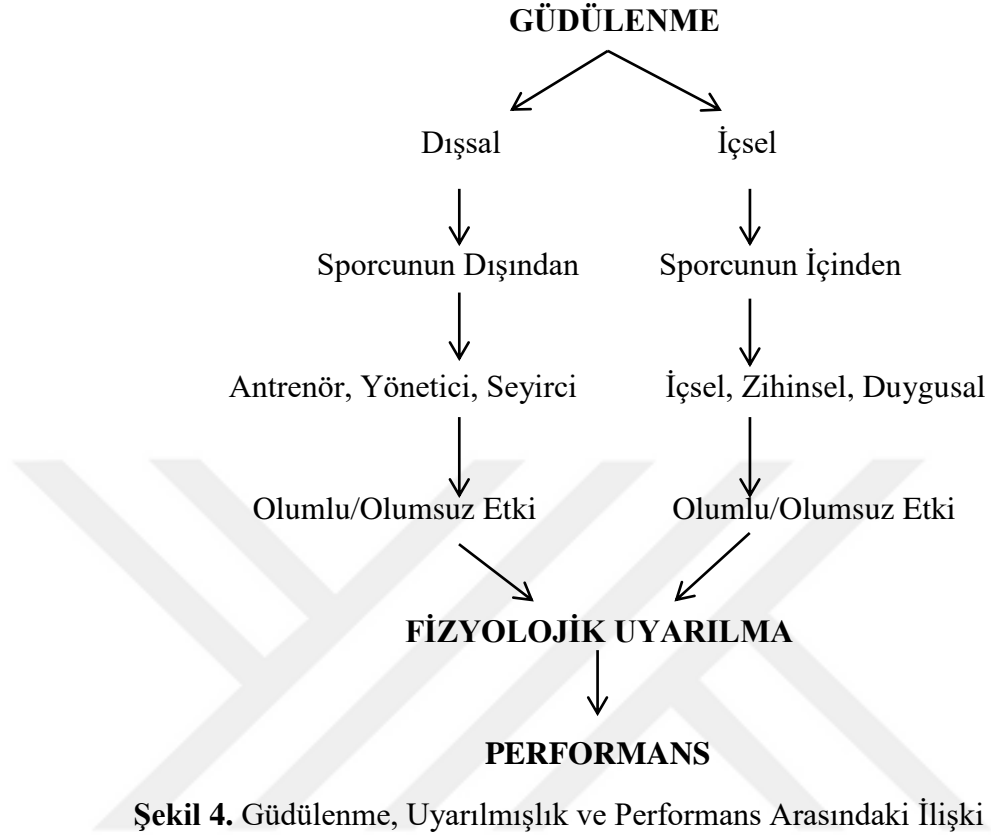 GÜDÜLENME
Dışsal İçsel
Sporcunun Dışından Sporcunun İçinden
Antrenör, Yönetici, Seyirci İçsel, Zihinsel, Duygusal
Olumlu/Olumsuz Etki Olumlu/Olumsuz Etki
FİZYOLOJİK UYARILMA
PERFORMANS
Şekil 4. Güdülenme, Uyarılmışlık ve Performans Arasındaki İlişki